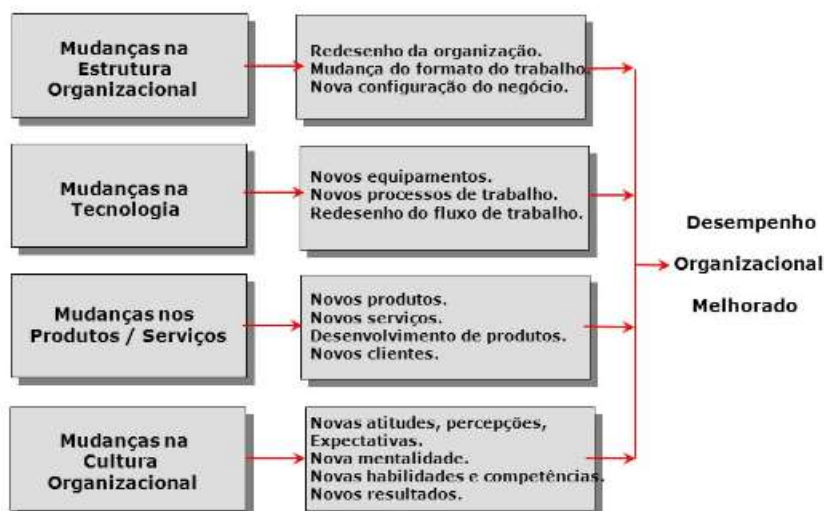 Mudanças na
Estrutura
Organizacional
Redesenho da organização.
Mudança do formato do trabalho.
Nova configuração do negócio.
Mudanças na
Tecnologia
Novos equipamentos.
Novos processos de trabalho.
Redesenho do fluxo de trabalho.
Mudanças nos
Produtos / Serviços
Novos produtos.
Novos serviços.
Desenvolvimento de produtos.
Novos clientes.
Mudanças na
Cultura
Organizacional
Novas atitudes, percepções,
Expectativas.
Nova mentalidade.
Novas habilidades e competências.
Novos resultados.
Desempenho
Organizacional
Melhorado